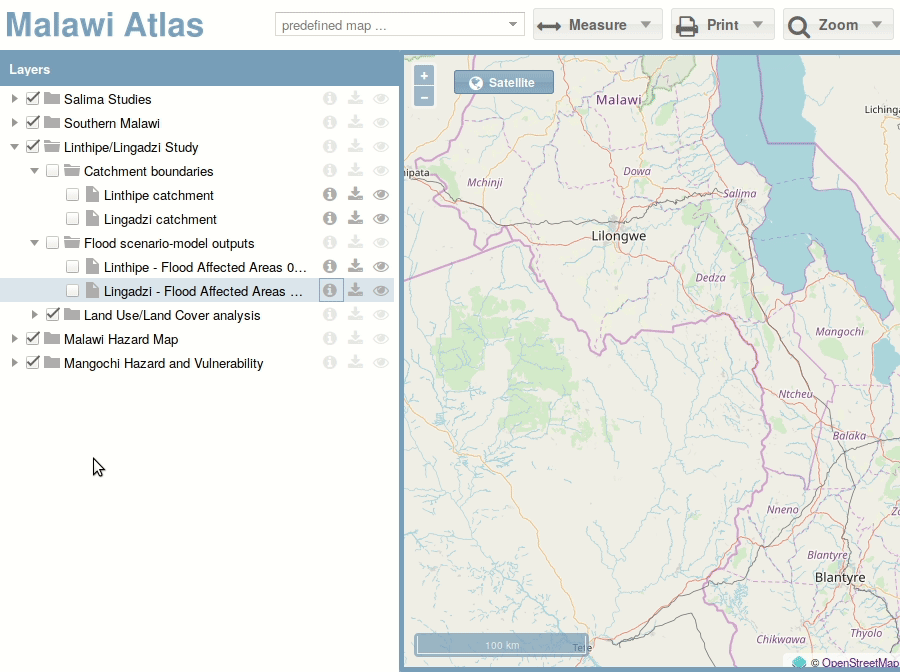 Malawi Atlas
predefined map ...
Measure
Print
Zoom
Layers
Salima Studies
Southern Malawi
Linthipe/Lingadzi Study
Catchment boundaries
Linthipe catchment
Lingadzi catchment
Flood scenario-model outputs
Linthipe - Flood Affected Areas 0...
Lingadzi - Flood Affected Areas ...
Land Use/Land Cover analysis
Malawi Hazard Map
Mangochi Hazard and Vulnerability
+
−
Satellite
Malawi
Lichinga
ipata
Mchinji
Dowa
Salima
Lilongwe
Dedza
Mangochi
Ntcheu
Balaka
Nneno
Blantyre
Blantyre
Chikwawa
Thyolo
Tete
100 km
© OpenStreetMap